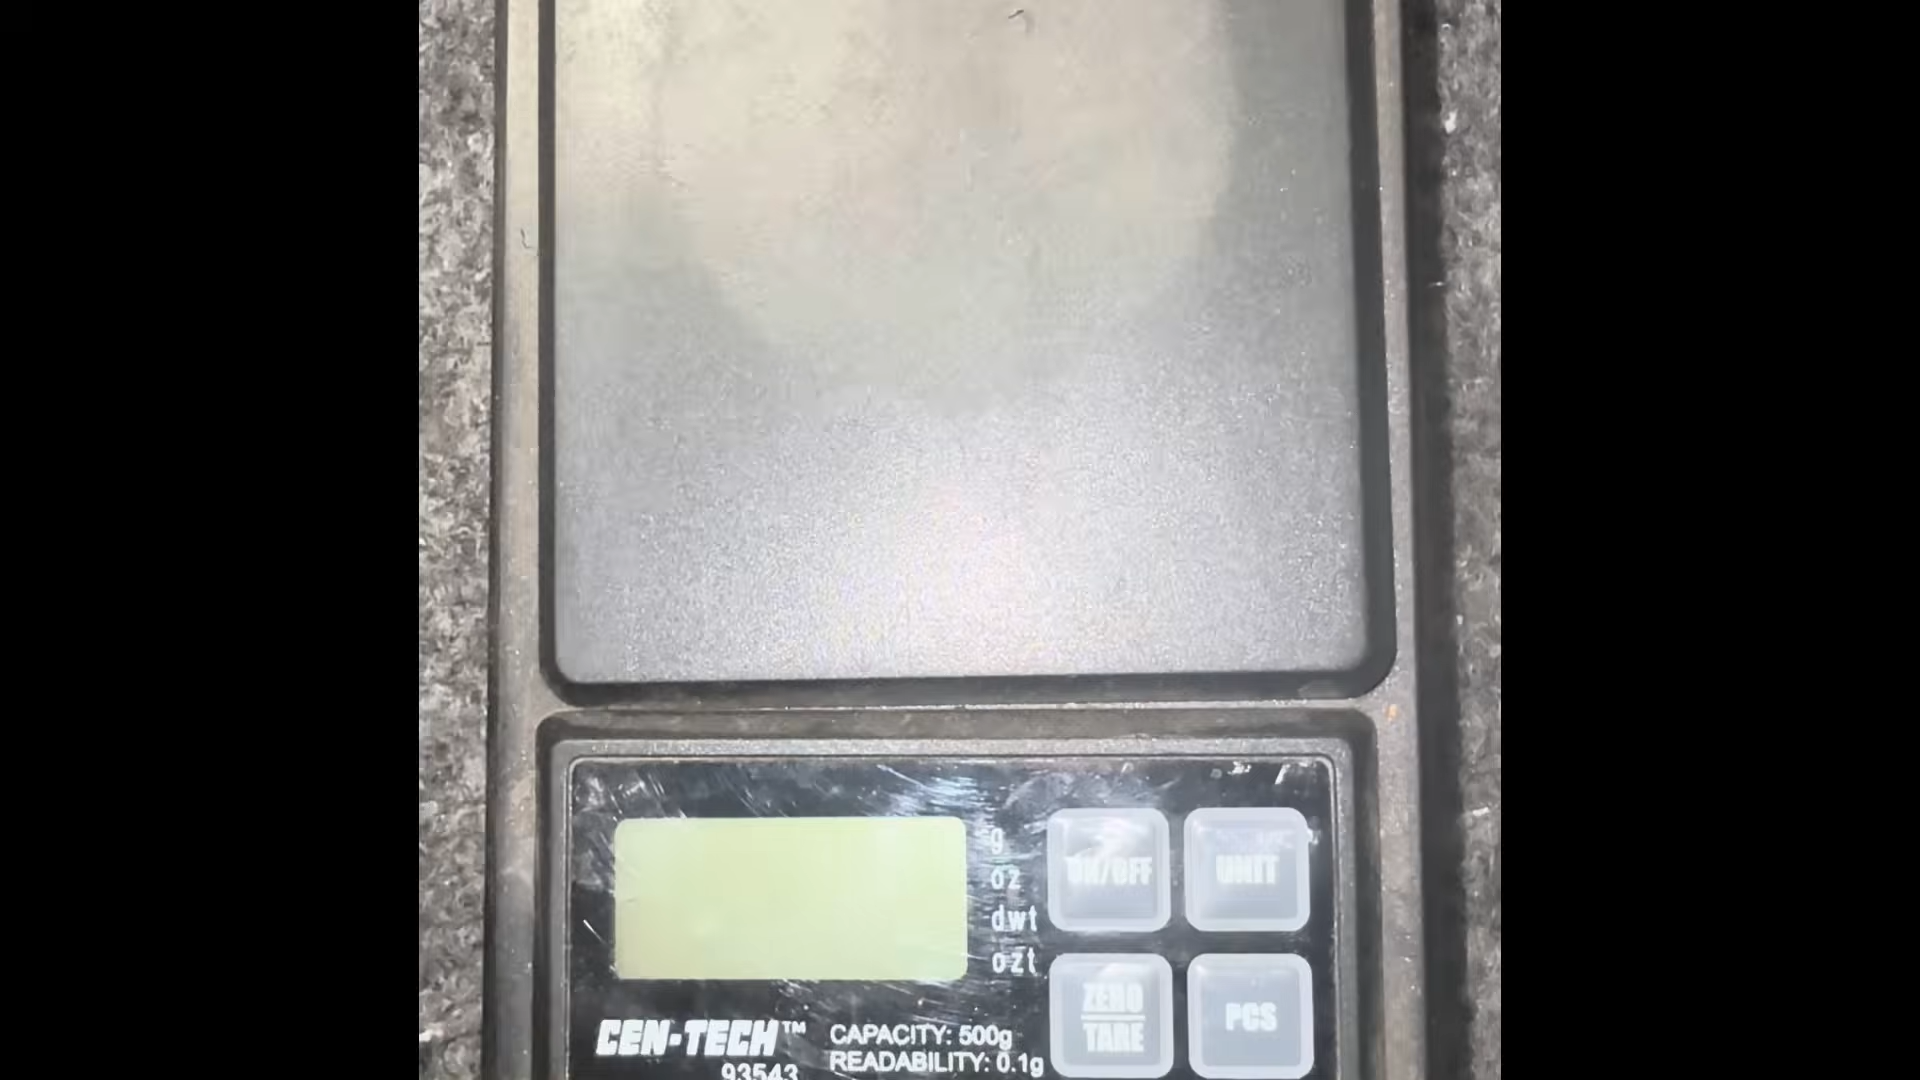 g
oz
dwt
ozt
ON/OFF
UNIT
ZERO
TARE
PCS
CEN-TECH™
93543
CAPACITY: 500g
READABILITY: 0.1g